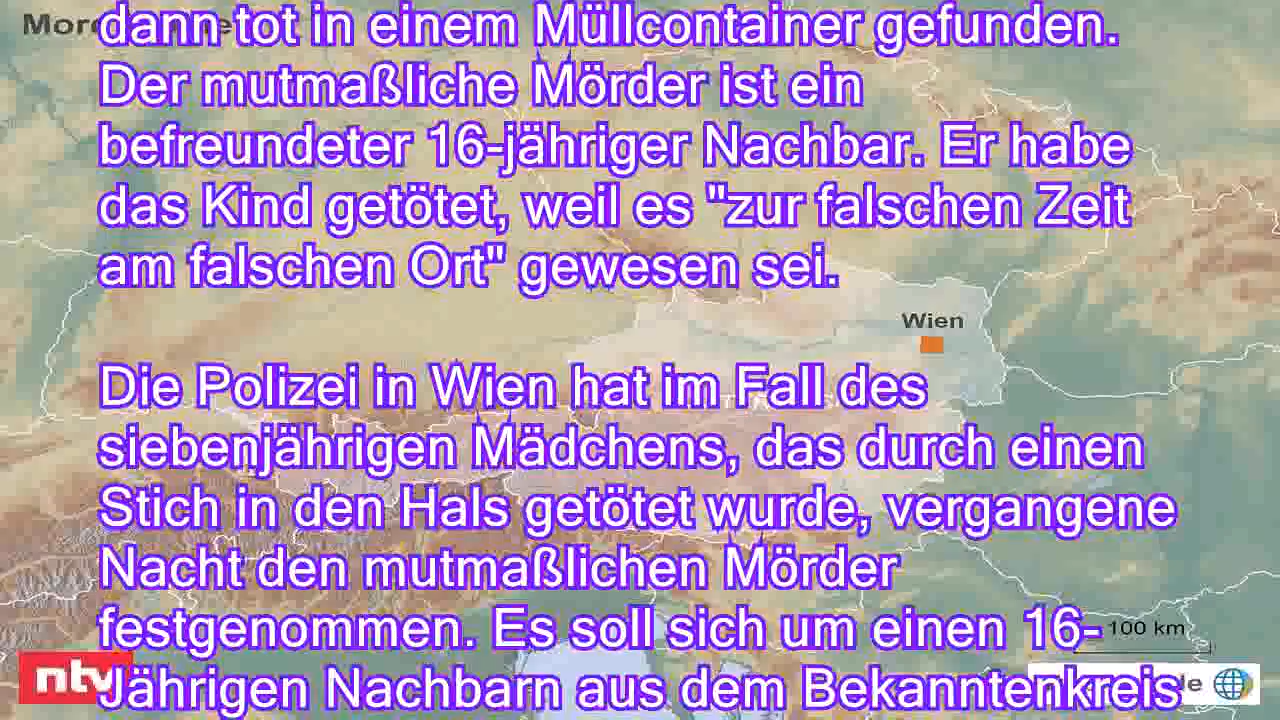 dann tot in einem Müllcontainer gefunden.
Der mutmaßliche Mörder ist ein
befreundeter 16-jähriger Nachbar. Er habe
das Kind getötet, weil es "zur falschen Zeit
am falschen Ort" gewesen sei.
Wien
Die Polizei in Wien hat im Fall des
siebenjährigen Mädchens, das durch einen
Stich in den Hals getötet wurde, vergangene
Nacht den mutmaßlichen Mörder
festgenommen. Es soll sich um einen 16-
100 km
Jährigen Nachbarn aus dem Bekanntenkreis
ntv